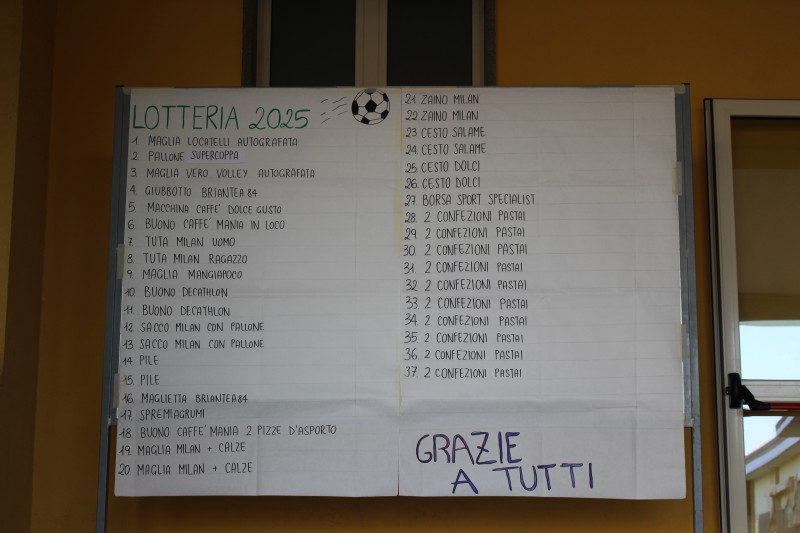 LOTTERIA 2025
1 MAGLIA LOCATELLI AUTOGRAFATA
2. PALLONE SUPERCOPPA
3. MAGLIA VERO VOLLEY AUTOGRAFATA
4. GIUBBOTTO BRIANTEA84
5. MACCHINA CAFFE' DOLCE GUSTO
6 BUONO CAFFE' MANIA IN LOCO
7. TUTA MILAN UOMO
8. TUTA MILAN RAGAZZO
9. MAGLIA MANGIAPOCO
10. BUONO DECATHLON
11. BUONO DECATHLON
12 SACCO MILAN CON PALLONE
13. SACCO MILAN CON PALLONE
14. PILE
15. PILE
16. MAGLIETTA BRIANTEA84
17. SPREMIAGRUMI
18 BUONO CAFFE' MANIA 2 PIZZE D'ASPORTO
19 MAGLIA MILAN + CALZE
20. MAGLIA MILAN + CALZE
21. ZAINO MILAN
22 ZAINO MILAN
23 CESTO SALAME
24. CESTO SALAME
25. CESTO DOLCI
26. CESTO DOLCI
27. BORSA SPORT SPECIALIST
28. 2 CONFEZIONI PASTAI
29. 2 CONFEZIONI PASTAI
30. 2 CONFEZIONI PASTAI
31. 2 CONFEZIONI PASTAI
32 2 CONFEZIONI PASTAI
33. 2 CONFEZIONI PASTAI
34 2 CONFEZIONI PASTAI
35 2 CONFEZIONI PASTAI
36. 2 CONFEZIONI PASTAI
37. 2 CONFEZIONI PASTAI
GRAZIE
A TUTTI